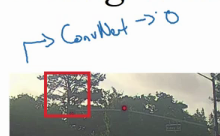 → ConvNet → 0